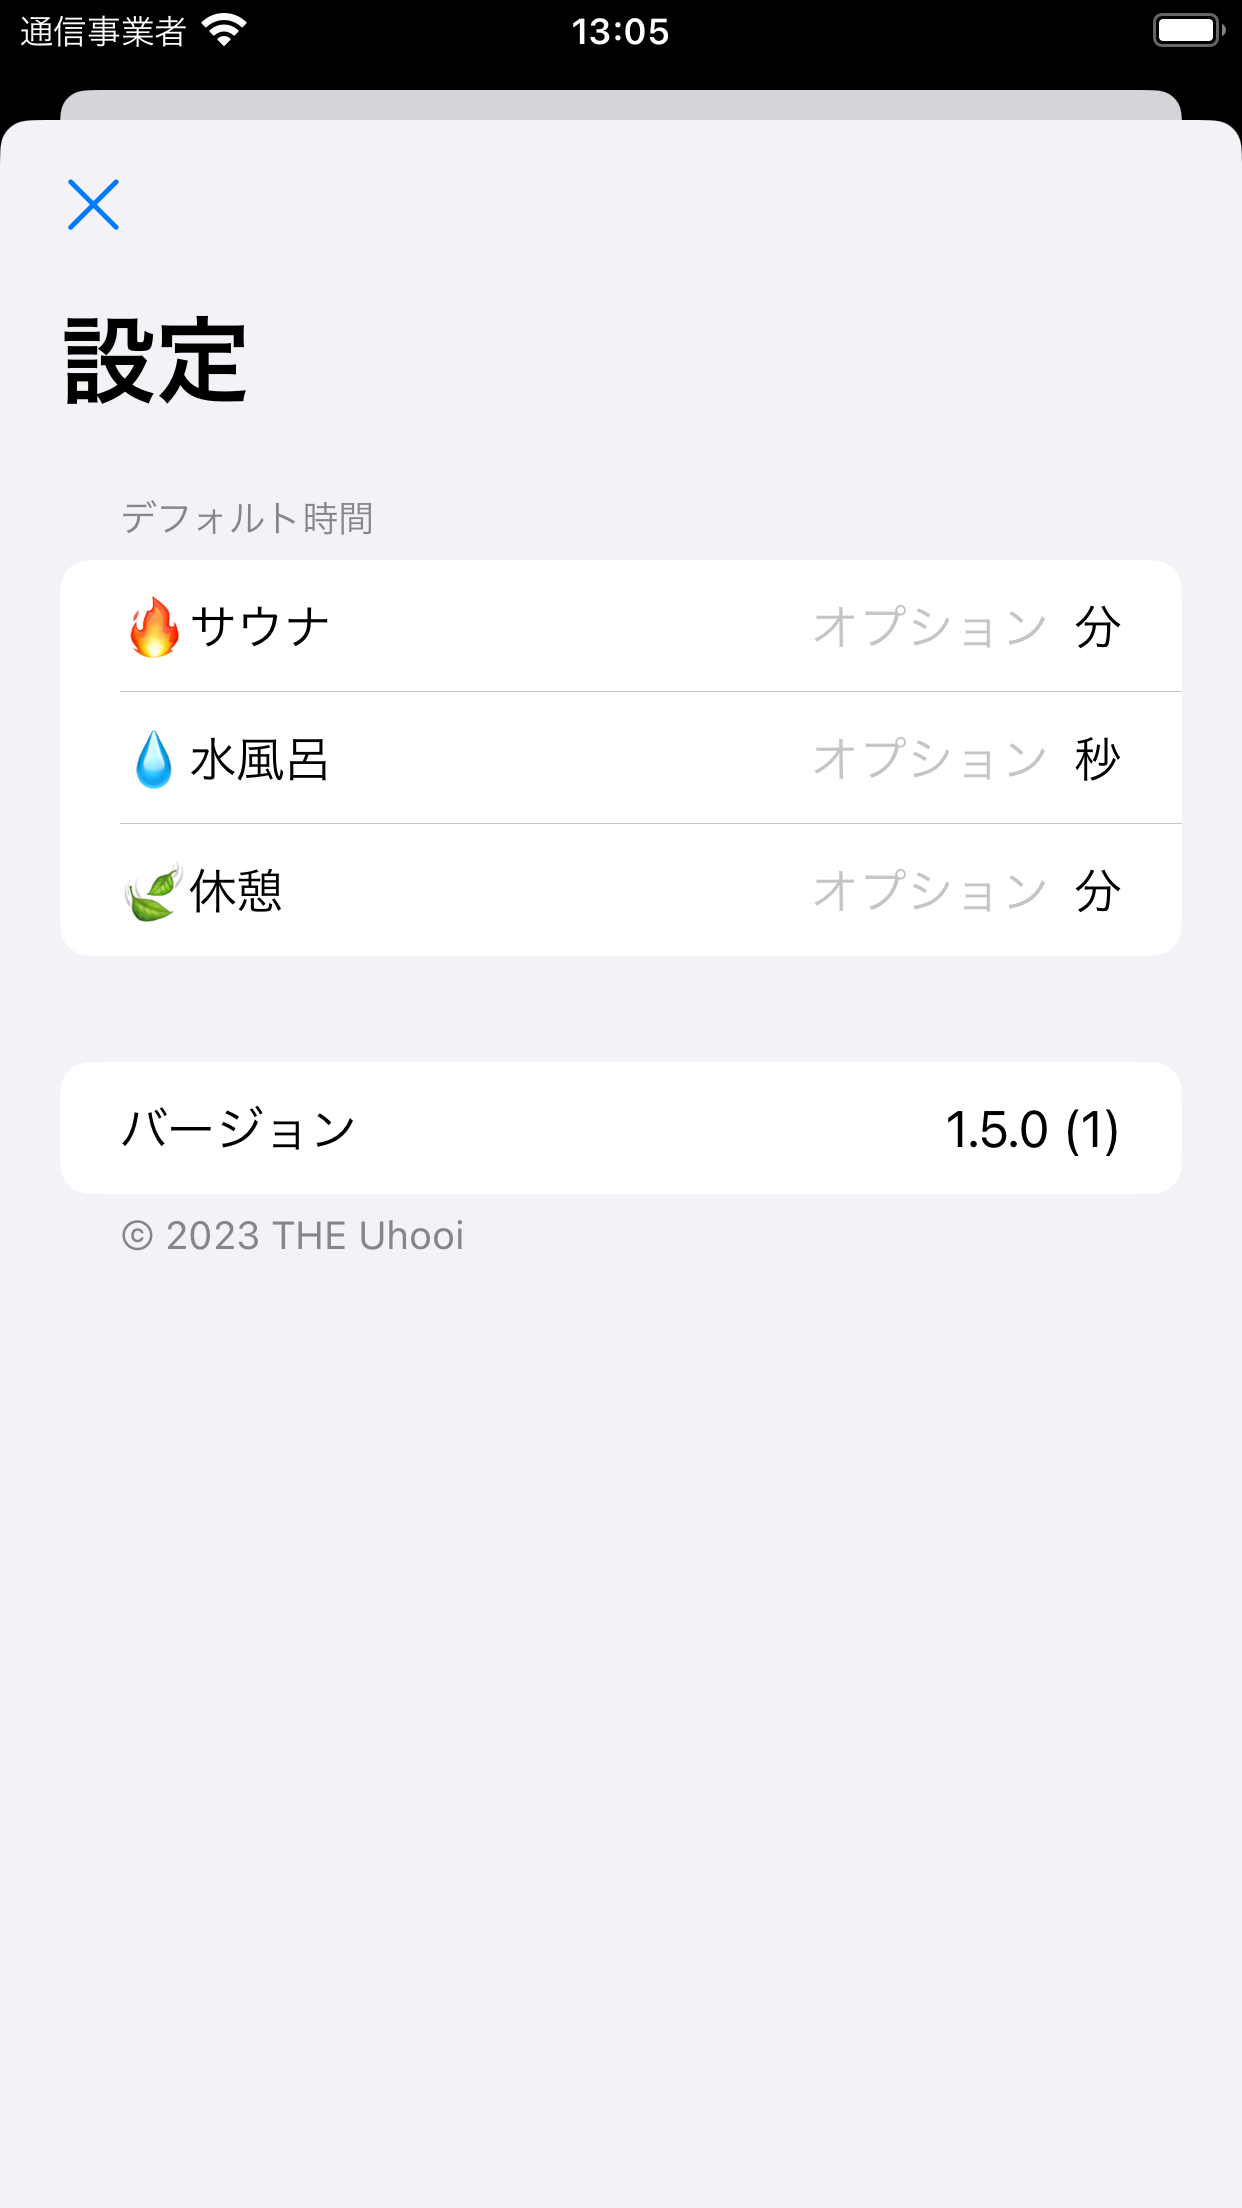 通信事業者 13:05
設定
デフォルト時間
🔥サウナ オプション 分
💧水風呂 オプション 秒
🍃休憩 オプション 分
バージョン 1.5.0 (1)
© 2023 THE Uhooi